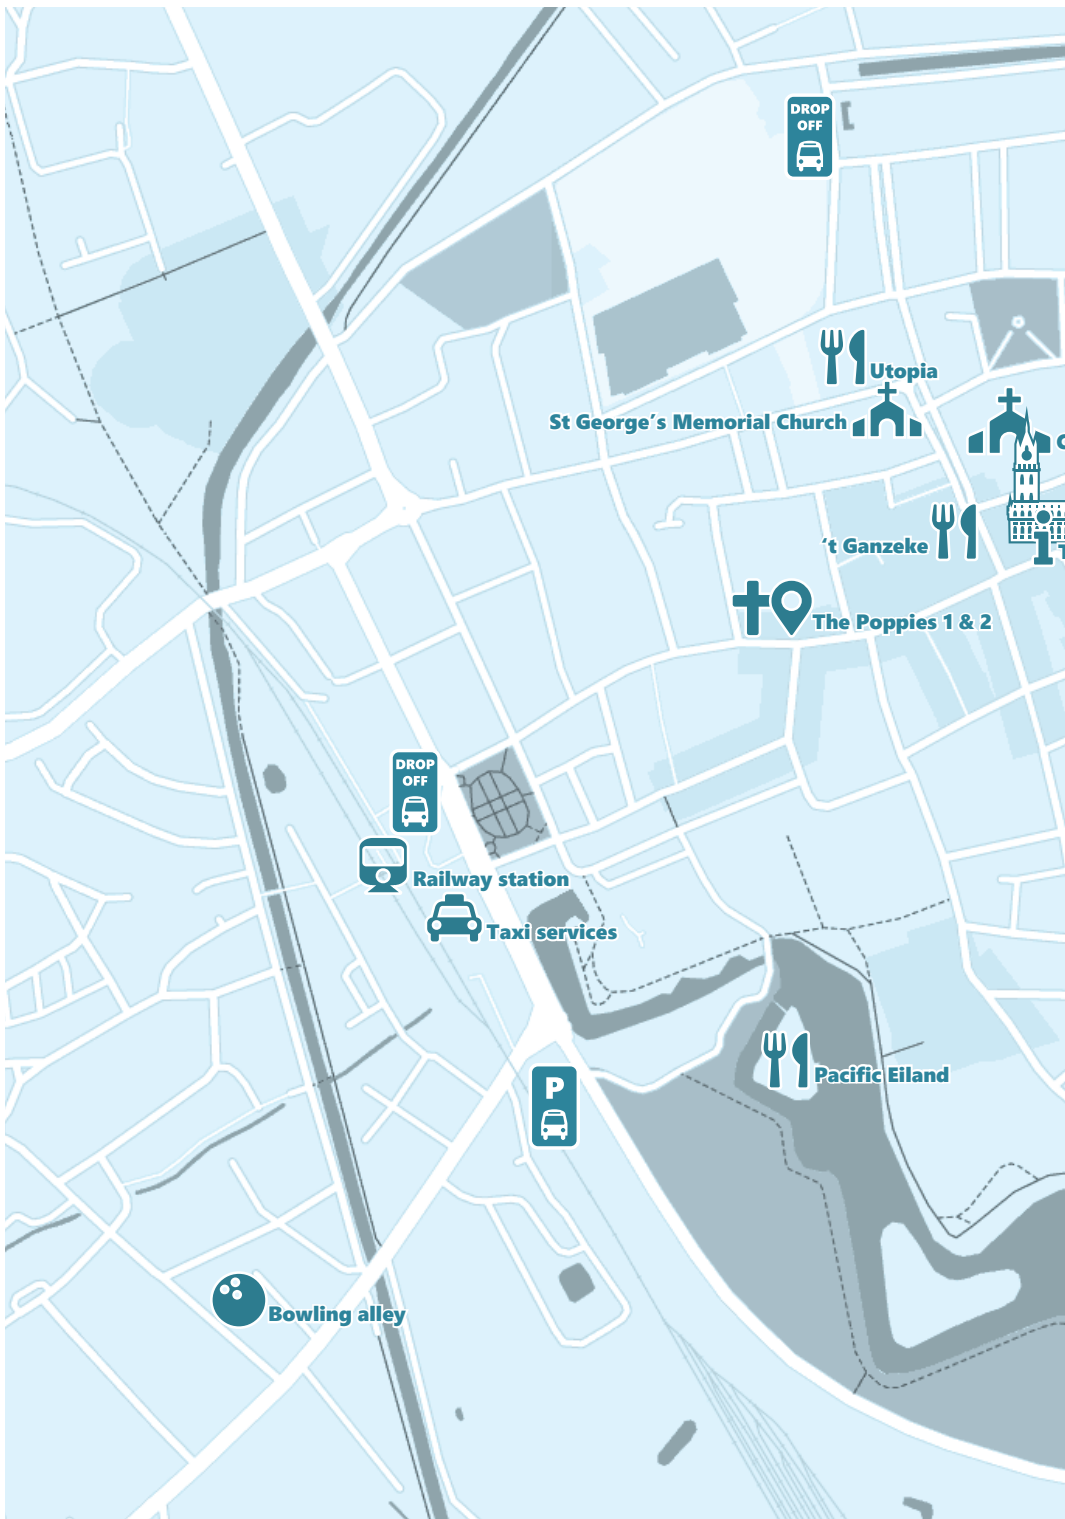 DROP
OFF
Utopia
St George's Memorial Church
't Ganzeke
The Poppies 1 & 2
DROP
OFF
Railway station
Taxi services
P
Pacific Eiland
Bowling alley